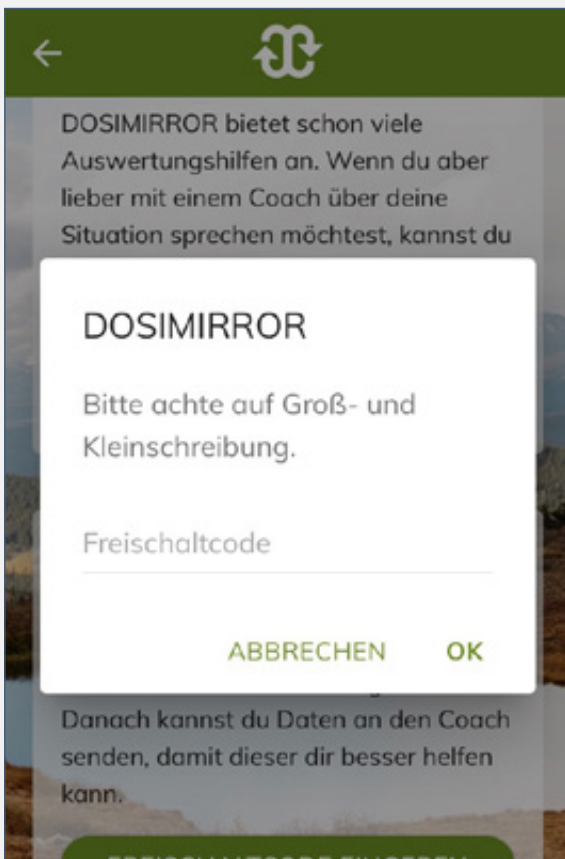 DOSIMIRROR bietet schon viele
Auswertungshilfen an. Wenn du aber
lieber mit einem Coach über deine
Situation sprechen möchtest, kannst du
DOSIMIRROR
Bitte achte auf Groß- und
Kleinschreibung.
Freischaltcode
ABBRECHEN OK
Danach kannst du Daten an den Coach
senden, damit dieser dir besser helfen
kann.
FREISCHALTCODE EINGEBEN